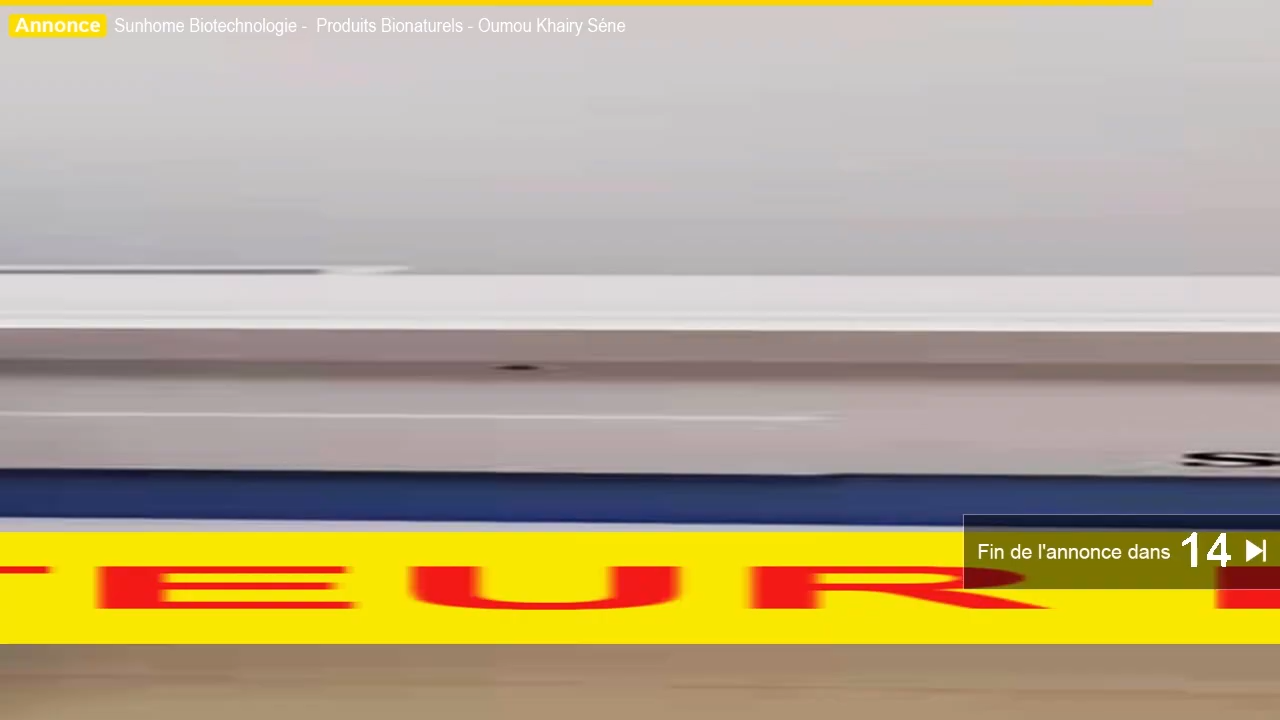 Annonce Sunhome Biotechnologie - Produits Bionaturels - Oumou Khairy Sène
Fin de l'annonce dans 14
EUR